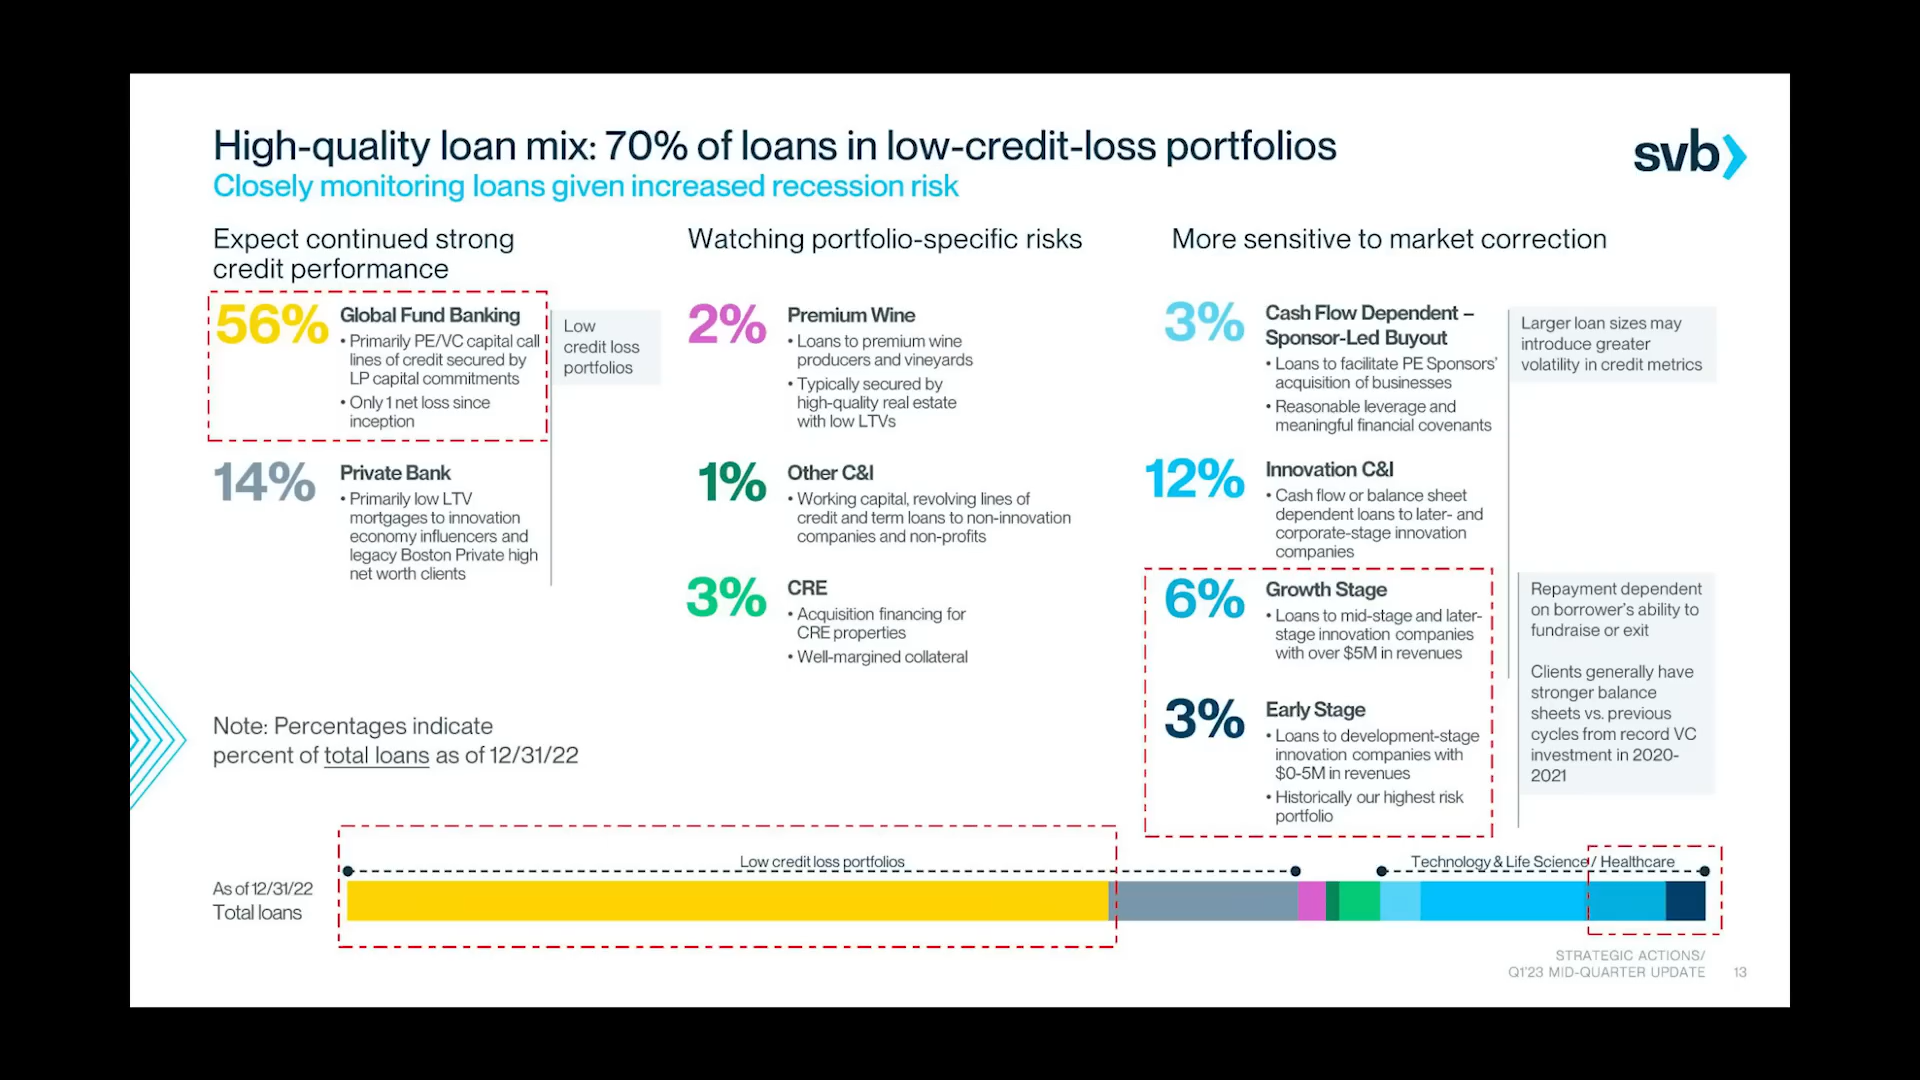 High-quality loan mix: 70% of loans in low-credit-loss portfolios
Closely monitoring loans given increased recession risk
svb
Expect continued strong
credit performance
56%
Global Fund Banking
• Primarily PE/VC capital call
lines of credit secured by
LP capital commitments
• Only 1 net loss since
inception
Low
credit loss
portfolios
14%
Private Bank
• Primarily low LTV
mortgages to innovation
economy influencers and
legacy Boston Private high
net worth clients
Watching portfolio-specific risks
2%
Premium Wine
• Loans to premium wine
producers and vineyards
• Typically secured by
high-quality real estate
with low LTVs
1%
Other C&I
• Working capital, revolving lines of
credit and term loans to non-innovation
companies and non-profits
3%
CRE
• Acquisition financing for
CRE properties
• Well-margined collateral
More sensitive to market correction
3%
Cash Flow Dependent –
Sponsor-Led Buyout
• Loans to facilitate PE Sponsors'
acquisition of businesses
• Reasonable leverage and
meaningful financial covenants
Larger loan sizes may
introduce greater
volatility in credit metrics
12%
Innovation C&I
• Cash flow or balance sheet
dependent loans to later- and
corporate-stage innovation
companies
6%
Growth Stage
• Loans to mid-stage and later-
stage innovation companies
with over $5M in revenues
3%
Early Stage
• Loans to development-stage
innovation companies with
$0-5M in revenues
• Historically our highest risk
portfolio
Repayment dependent
on borrower's ability to
fundraise or exit
Clients generally have
stronger balance
sheets vs. previous
cycles from record VC
investment in 2020-
2021
Note: Percentages indicate
percent of total loans as of 12/31/22
Low credit loss portfolios
Technology & Life Science / Healthcare
As of 12/31/22
Total loans
STRATEGIC ACTIONS/
Q1'23 MID-QUARTER UPDATE 13